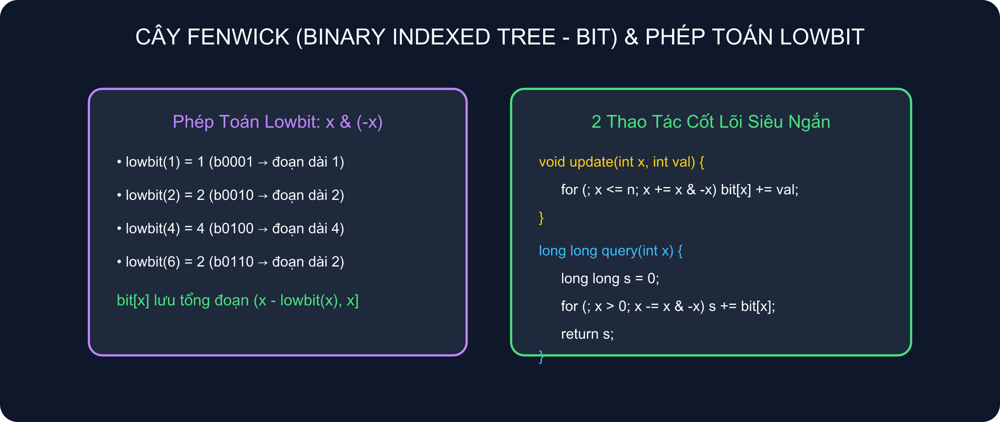 CÂY FENWICK (BINARY INDEXED TREE - BIT) & PHÉP TOÁN LOWBIT
Phép Toán Lowbit: x & (-x)
• lowbit(1) = 1 (b0001 → đoạn dài 1)
• lowbit(2) = 2 (b0010 → đoạn dài 2)
• lowbit(4) = 4 (b0100 → đoạn dài 4)
• lowbit(6) = 2 (b0110 → đoạn dài 2)
bit[x] lưu tổng đoạn (x - lowbit(x), x]
2 Thao Tác Cốt Lõi Siêu Ngắn
void update(int x, int val) {
for (; x <= n; x += x & -x) bit[x] += val;
}
long long query(int x) {
long long s = 0;
for (; x > 0; x -= x & -x) s += bit[x];
return s;
}